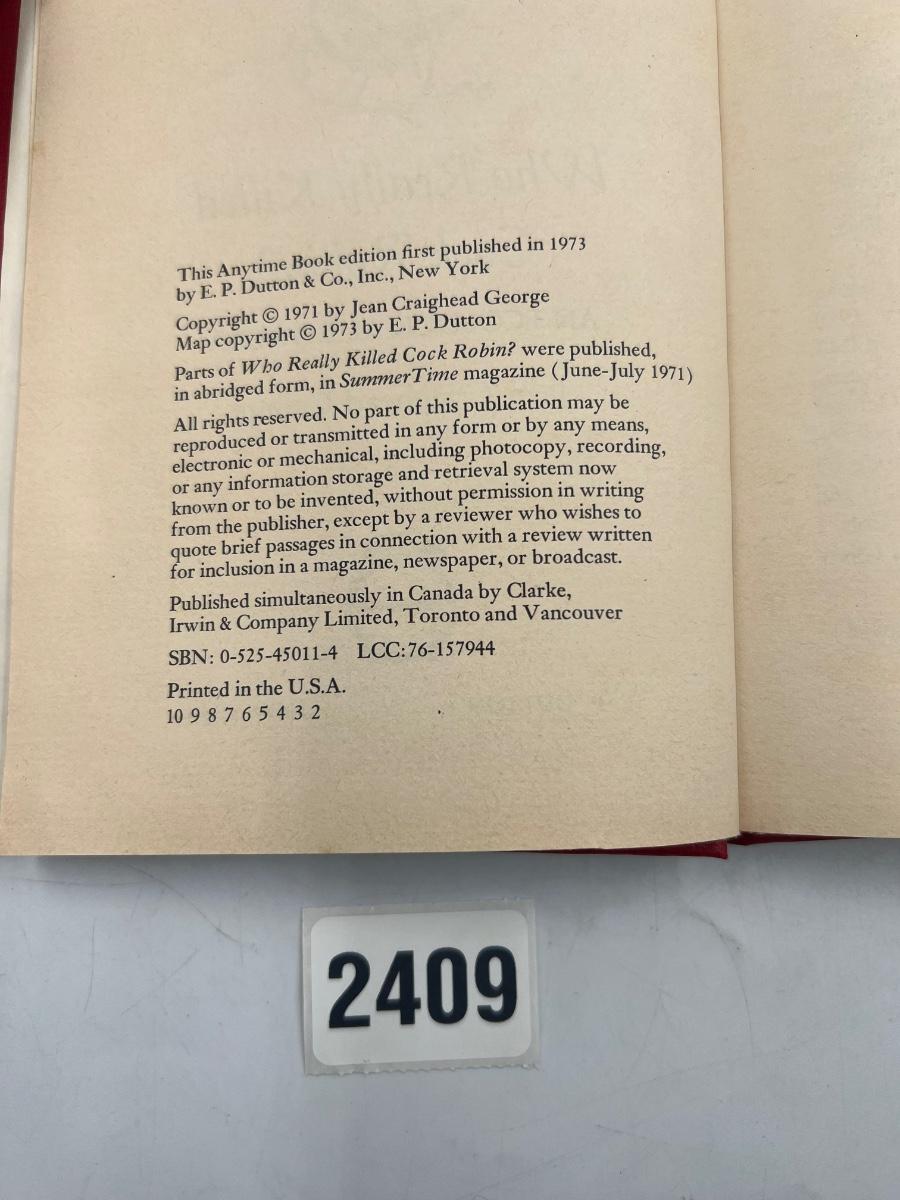 This Anytime Book edition first published in 1973
by E. P. Dutton & Co., Inc., New York
Copyright © 1971 by Jean Craighead George
Map copyright © 1973 by E. P. Dutton
Parts of Who Really Killed Cock Robin? were published,
in abridged form, in SummerTime magazine (June-July 1971)
All rights reserved. No part of this publication may be
reproduced or transmitted in any form or by any means,
electronic or mechanical, including photocopy, recording,
or any information storage and retrieval system now
known or to be invented, without permission in writing
from the publisher, except by a reviewer who wishes to
quote brief passages in connection with a review written
for inclusion in a magazine, newspaper, or broadcast.
Published simultaneously in Canada by Clarke,
Irwin & Company Limited, Toronto and Vancouver
SBN: 0-525-45011-4 LCC:76-157944
Printed in the U.S.A.
10 9 8 7 6 5 4 3 2
2409